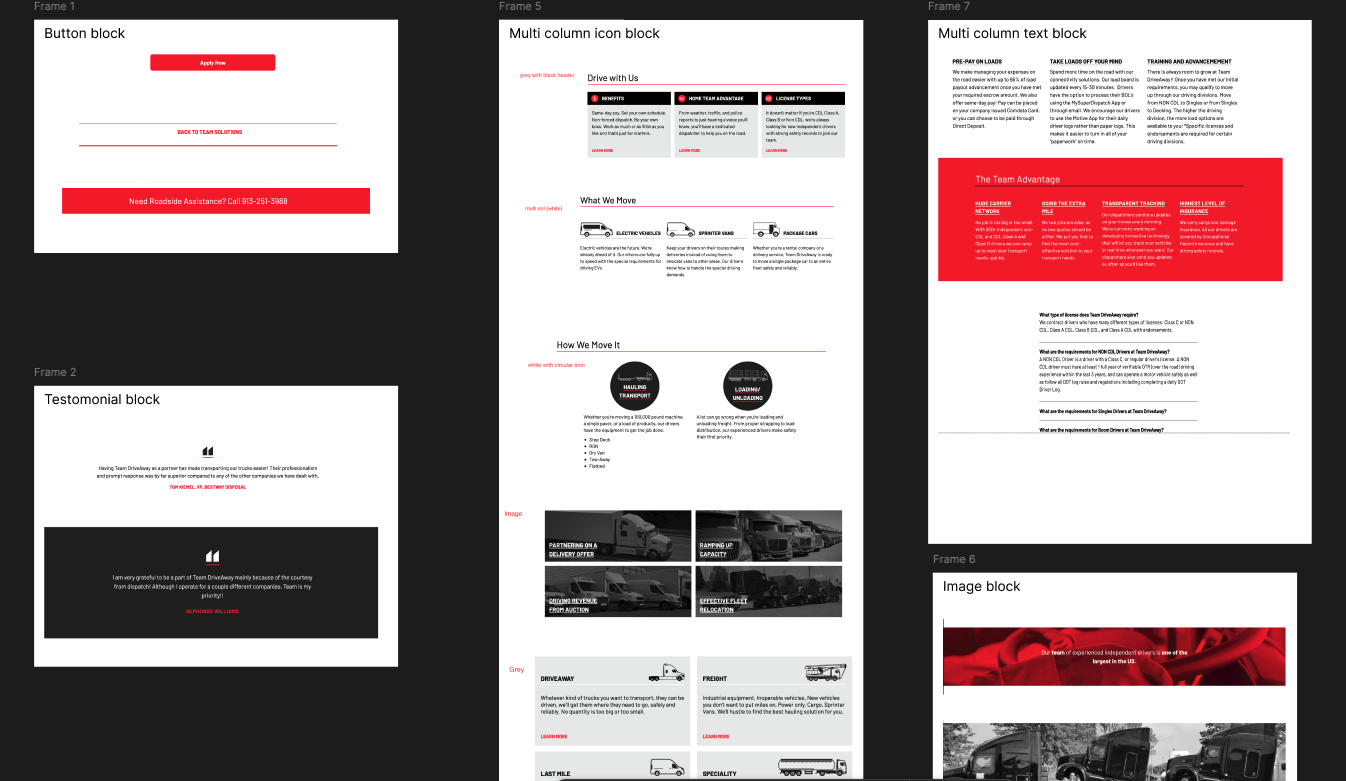 Frame 1
Button block
Apply Now
BACK TO TEAM SOLUTIONS
Need Roadside Assistance? Call 913-251-3988
Frame 2
Testomonial block
Having Team DriveAway as a partner has made transporting our trucks easier! Their professionalism
and prompt response was by far superior compared to any of the other companies we have dealt with.
TOM KIEMEL, VP, BESTWAY DISPOSAL
I am very grateful to be a part of Team DriveAway mainly because of the courtesy
from dispatch! Although I operate for a couple different companies, Team is my
priority!!
ALFHONSO WILLIAMS
Frame 5
Multi column icon block
grey with black header
Drive with Us
BENEFITS
Same-day pay. Set your own schedule.
Non-forced dispatch. Be your own
boss. Work as much or as little as you
like and that's just for starters.
LEARN MORE
HOME TEAM ADVANTAGE
From weather, traffic, and police
reports to just hearing a voice you'll
know, you'll have a dedicated
dispatcher to help you on the road.
LEARN MORE
LICENSE TYPES
It doesn't matter if you're CDL Class A,
Class B or Non CDL, we're always
looking for new independent drivers
with strong safety records to join our
team.
LEARN MORE
multi col (white)
What We Move
ELECTRIC VEHICLES
Electric vehicles are the future. We're
already ahead of it. Our drivers are fully up
to speed with the special requirements for
driving EVs.
SPRINTER VANS
Keep your drivers on their routes making
deliveries instead of using them to
relocate vans to other areas. Our drivers
know how to handle the special driving
demands.
PACKAGE CARS
Whether you're a rental company or a
delivery service, Team DriveAway is ready
to move a single package car to an entire
fleet safely and reliably.
How We Move It
white with circular icon
HAULING
TRANSPORT
Whether you're moving a 100,000 pound machine,
a single paver, or a load of products, our drivers
have the equipment to get the job done.
• Step Deck
• RGN
• Dry Van
• Tow-Away
• Flatbed
LOADING/
UNLOADING
A lot can go wrong when you're loading and
unloading freight. From proper strapping to load
distribution, our experienced drivers make safety
their first priority.
Image
PARTNERING ON A
DELIVERY OFFER
RAMPING UP
CAPACITY
DRIVING REVENUE
FROM AUCTION
EFFECTIVE FLEET
RELOCATION
Grey
DRIVEAWAY
Whatever kind of trucks you want to transport, they can be
driven, we'll get them where they need to go, safely and
reliably. No quantity is too big or too small.
LEARN MORE
FREIGHT
Industrial equipment, Inoperable vehicles, New vehicles
you don't want to put miles on. Power only, Cargo, Sprinter
Vans. We'll hustle to find the best hauling solution for you.
LEARN MORE
LAST MILE
SPECIALITY
Frame 7
Multi column text block
PRE-PAY ON LOADS
We make managing your expenses on
the road easier with up to 65% of load
payout advancement once you have met
your required escrow amount. We also
offer same-day pay! Pay can be placed
on your company issued Comdata Card,
or you can choose to be paid through
Direct Deposit.
TAKE LOADS OFF YOUR MIND
Spend more time on the road with our
connectivity solutions. Our load board is
updated every 15-30 minutes. Drivers
have the option to process their BOLs
using the MySuperDispatch App or
through email. We encourage our drivers
to use the Motive App for their daily
driver logs rather than paper logs. This
makes it easier to turn in all of your
"paperwork" on time.
TRAINING AND ADVANCEMEMENT
There is always room to grow at Team
DriveAway!! Once you have met our initial
requirements, you may qualify to move
up through our driving divisions. Move
from NON CDL to Singles or from Singles
to Decking. The higher the driving
division, the more load options are
available to you! *Specific licenses and
endorsements are required for certain
driving divisions.
The Team Advantage
HUGE CARRIER
NETWORK
No job is too big or too small.
With 600+ independent non-
CDL and CDL Class A and
Class B drivers we can ramp
up to meet your transport
needs quickly.
GOING THE EXTRA
MILE
No two jobs are alike, so
no two quotes should be
either. We put you first to
find the most cost-
effective solution to your
transport needs.
TRANSPARENT TRACKING
Our dispatchers send you updates
on your moves every morning.
We're currently working on
developing innovative technology
that will let you track your vehicles
in real time whenever you want. Our
dispatchers also send you updates
as often as you'd like them.
HIGHEST LEVEL OF
INSURANCE
We carry cargo and damage
insurance. All our drivers are
covered by Occupational
Hazard Insurance and have
strong safety records.
What type of license does Team DriveAway require?
We contract drivers who have many different types of licenses: Class C or NON
CDL, Class A CDL, Class B CDL, and Class A CDL with endorsements.
What are the requirements for NON CDL Drivers at Team DriveAway?
A NON CDL Driver is a driver with a Class C, or regular driver's license. A NON
CDL driver must have at least 1 full year of verifiable OTR (over the road) driving
experience within the last 3 years, and can operate a motor vehicle safely as well
as follow all DOT log rules and regulations including completing a daily DOT
Driver Log.
What are the requirements for Singles Drivers at Team DriveAway?
What are the requirements for Boom Drivers at Team DriveAway?
Frame 6
Image block
Our team of experienced independent drivers is one of the
largest in the US.